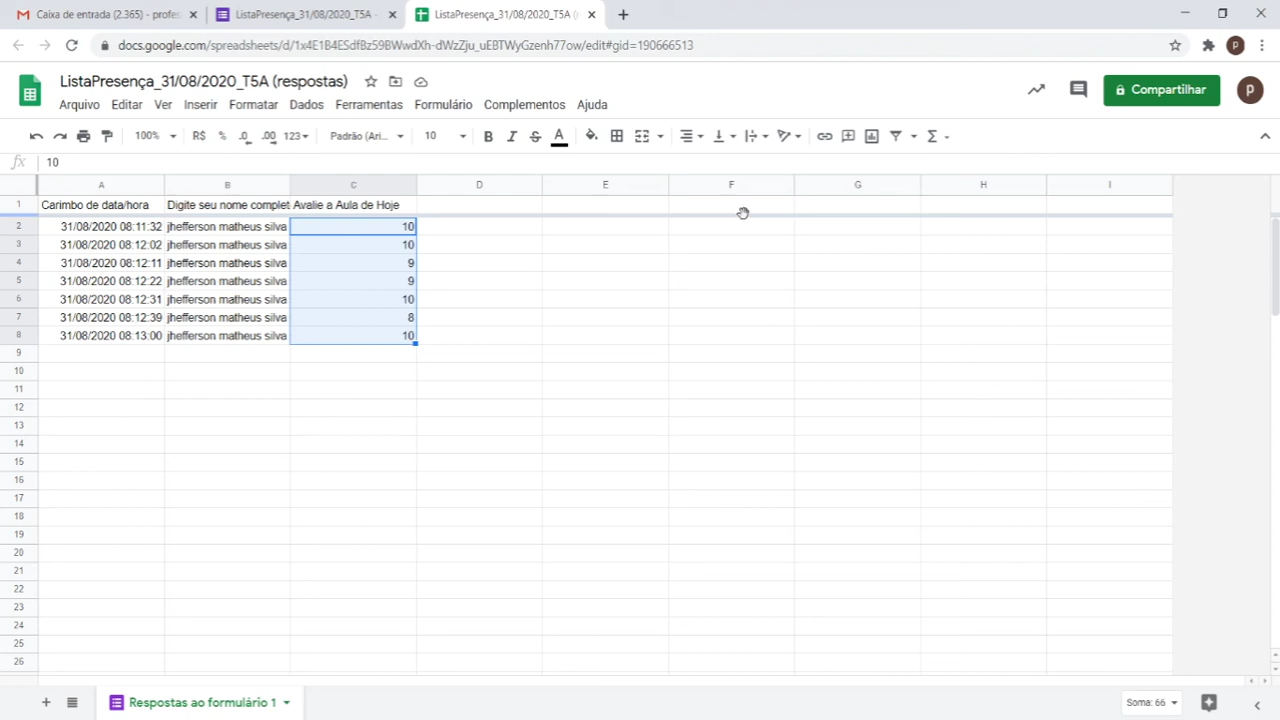 Caixa de entrada (2.365) - profes
ListaPresença_31/08/2020_T5A -
ListaPresença_31/08/2020_T5A (
docs.google.com/spreadsheets/d/1x4E1B4ESdfBz59BWwdXh-dWzZju_uEBTWyGzenh77ow/edit#gid=190666513
p
ListaPresença_31/08/2020_T5A (respostas)
Arquivo Editar Ver Inserir Formatar Dados Ferramentas Formulário Complementos Ajuda
Compartilhar
p
100% R$ % .0 .00 123 Padrão (Ari... 10 B I S A Σ
fx 10
A B C D E F G H I
1 Carimbo de data/hora Digite seu nome complet Avalie a Aula de Hoje
2 31/08/2020 08:11:32 jhefferson matheus silva 10
3 31/08/2020 08:12:02 jhefferson matheus silva 10
4 31/08/2020 08:12:11 jhefferson matheus silva 9
5 31/08/2020 08:12:22 jhefferson matheus silva 9
6 31/08/2020 08:12:31 jhefferson matheus silva 10
7 31/08/2020 08:12:39 jhefferson matheus silva 8
8 31/08/2020 08:13:00 jhefferson matheus silva 10
9
10
11
12
13
14
15
16
17
18
19
20
21
22
23
24
25
26
Respostas ao formulário 1
Soma: 66